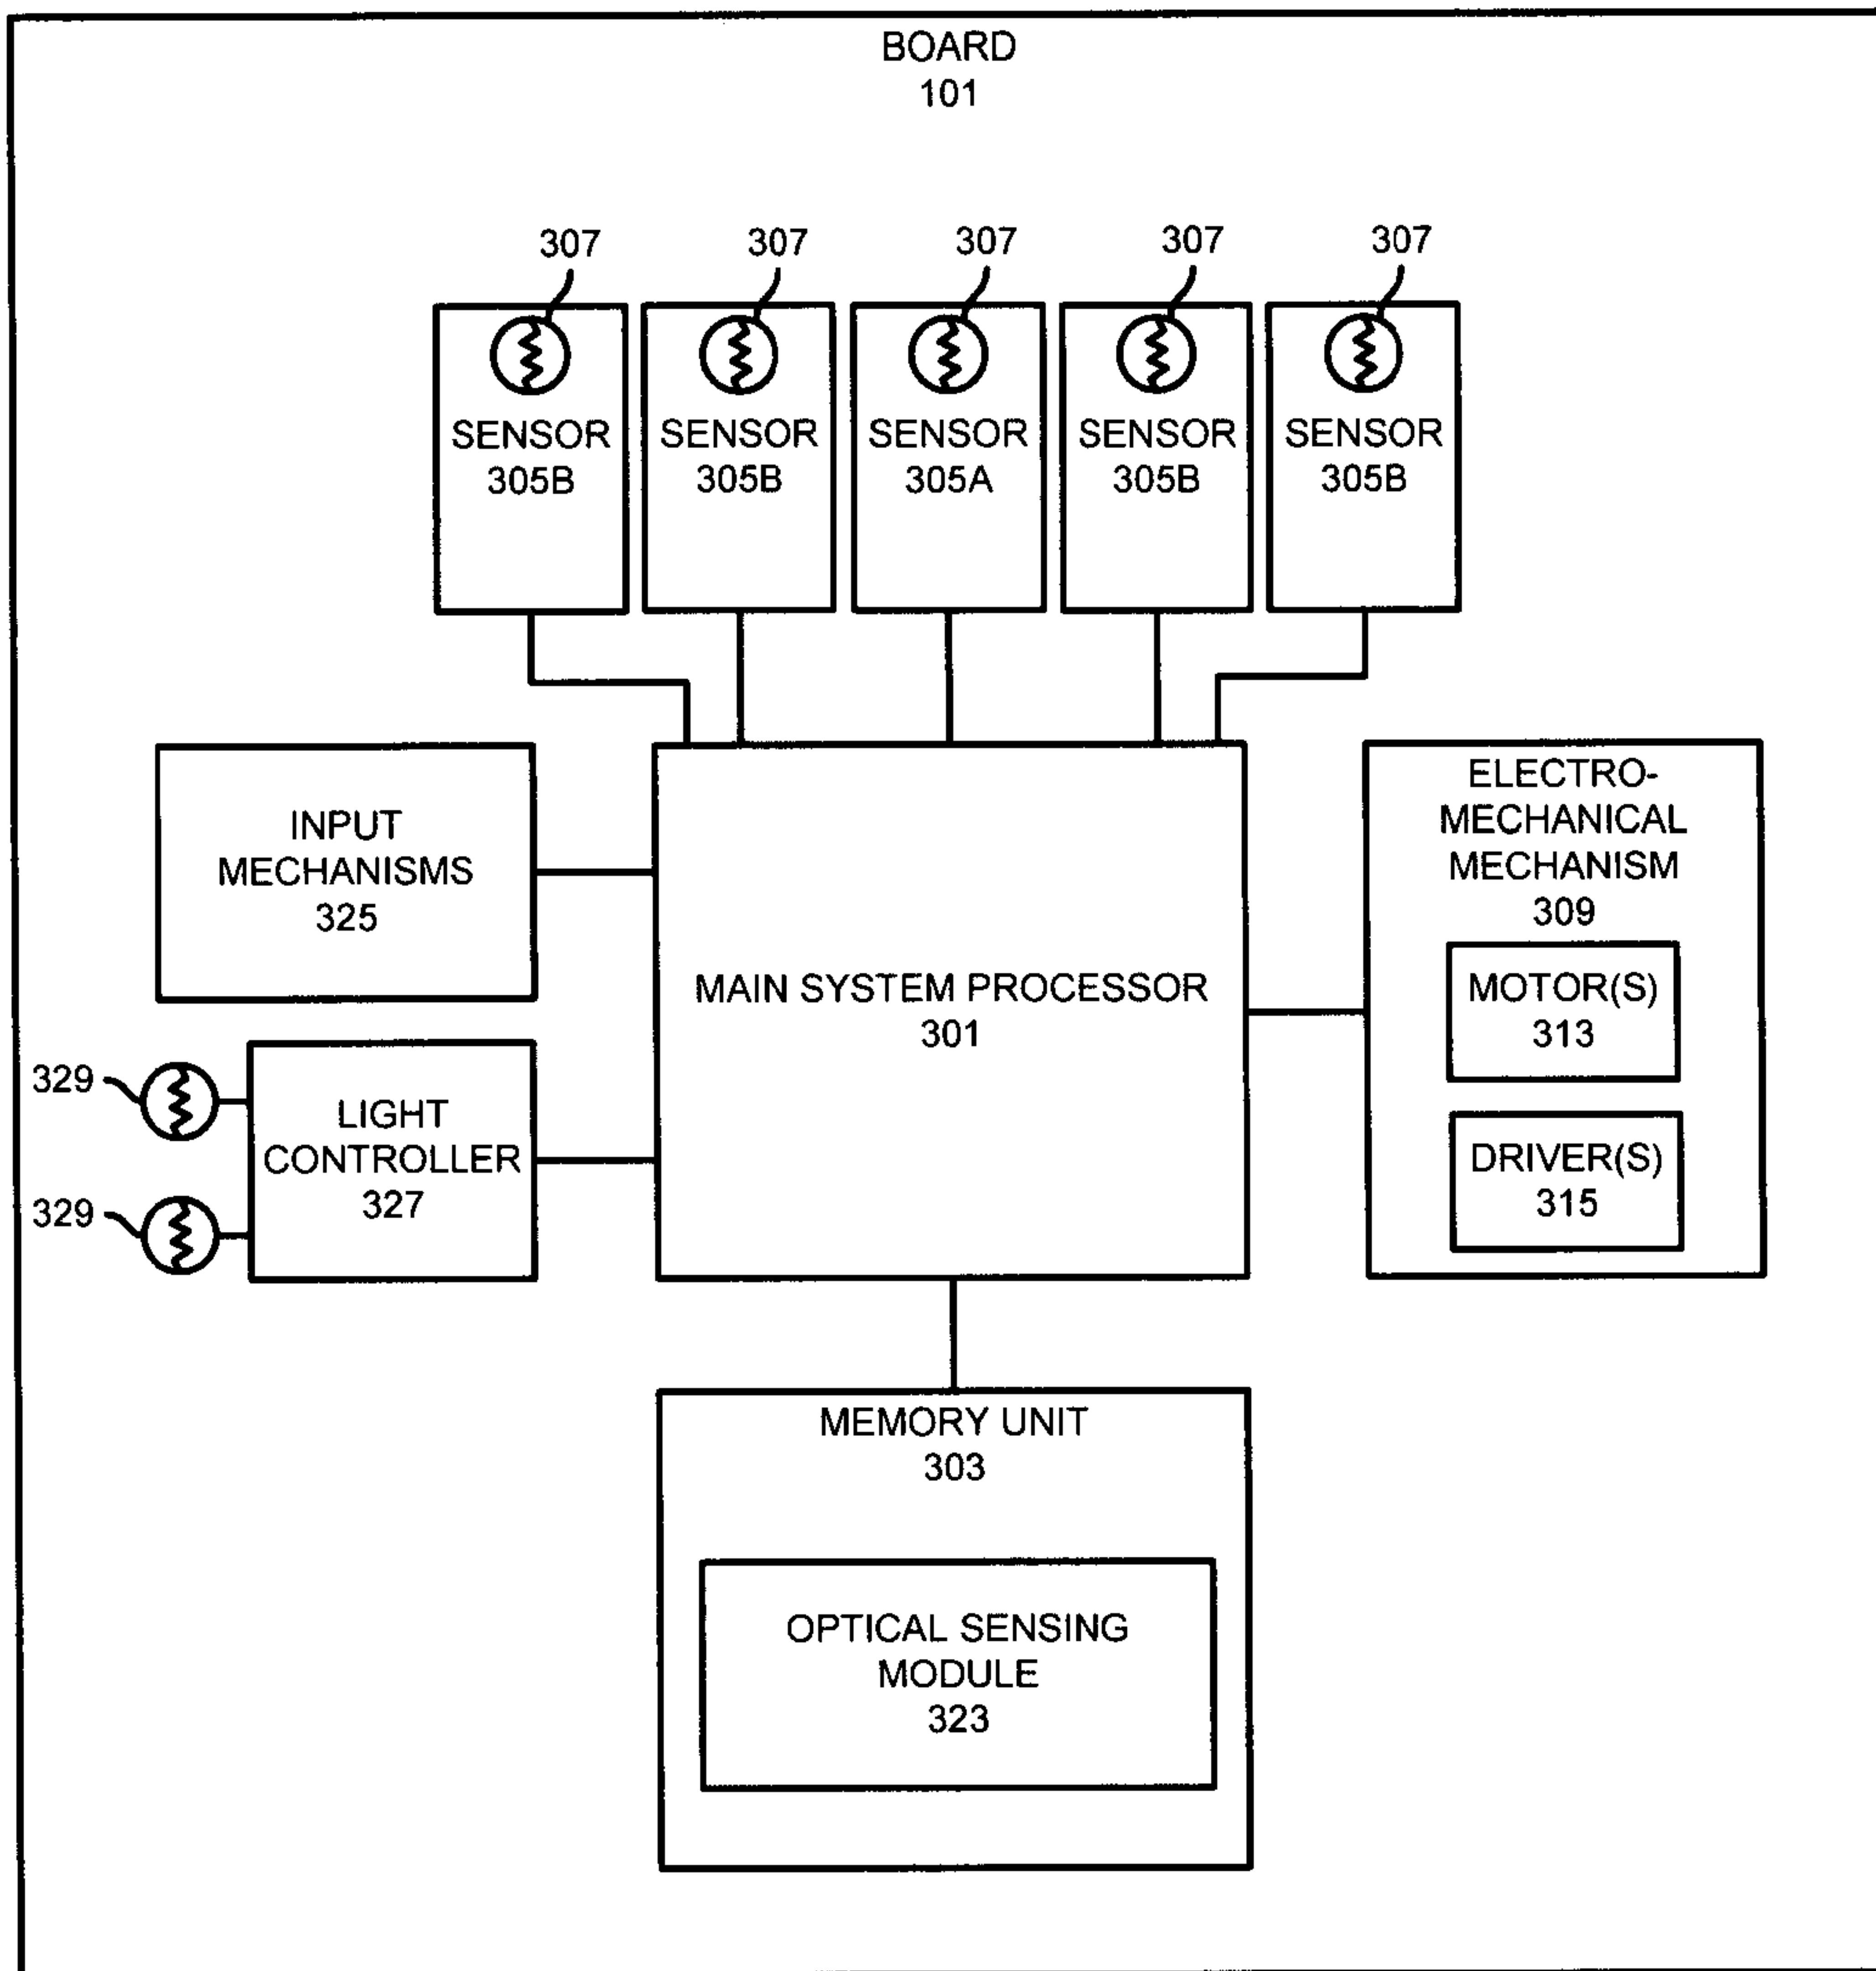 BOARD
101
307 307 307 307 307
SENSOR SENSOR SENSOR SENSOR SENSOR
305B 305B 305A 305B 305B
INPUT
MECHANISMS
325
MAIN SYSTEM PROCESSOR
301
ELECTRO-
MECHANICAL
MECHANISM
309
MOTOR(S)
313
DRIVER(S)
315
329
329
LIGHT
CONTROLLER
327
MEMORY UNIT
303
OPTICAL SENSING
MODULE
323